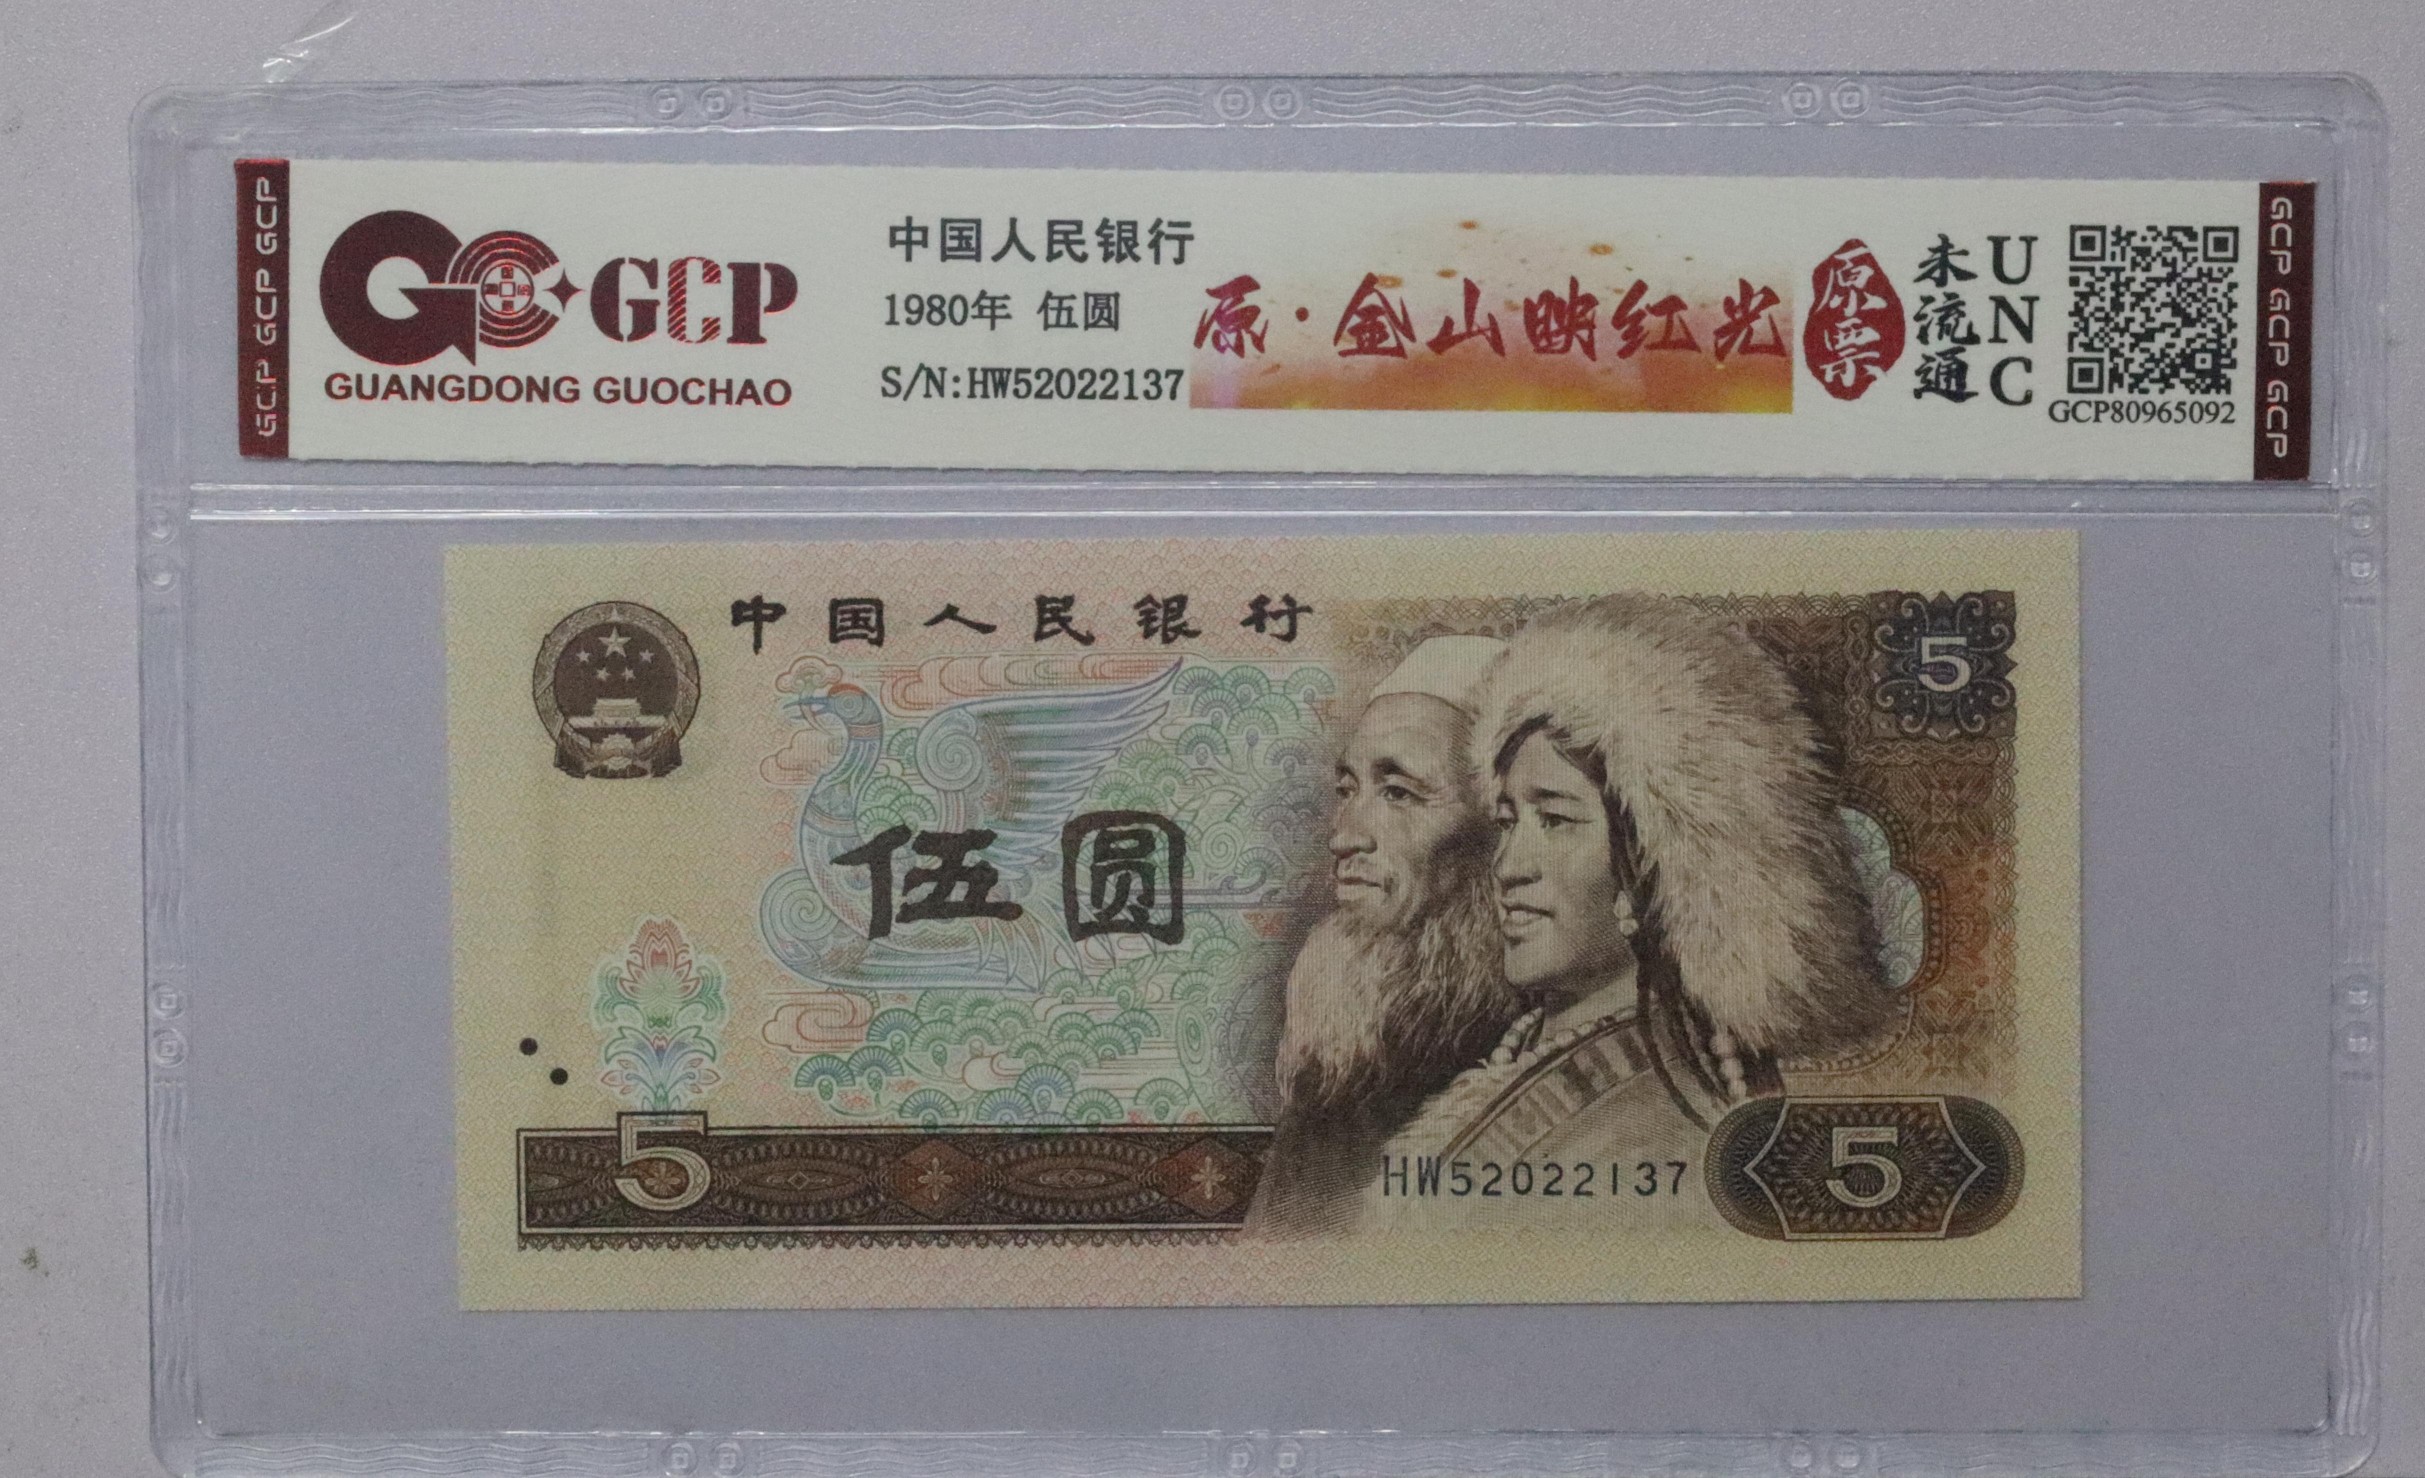 GCP GCP GCP
GCP
GUANGDONG GUOCHAO
中国人民银行
1980年 伍圆
S/N:HW52022137
原·金山映红光
原票
未流通
UNC
GCP80965092
GCP GCP GCP
中国人民银行
5
伍圆
5
HW52022137
5